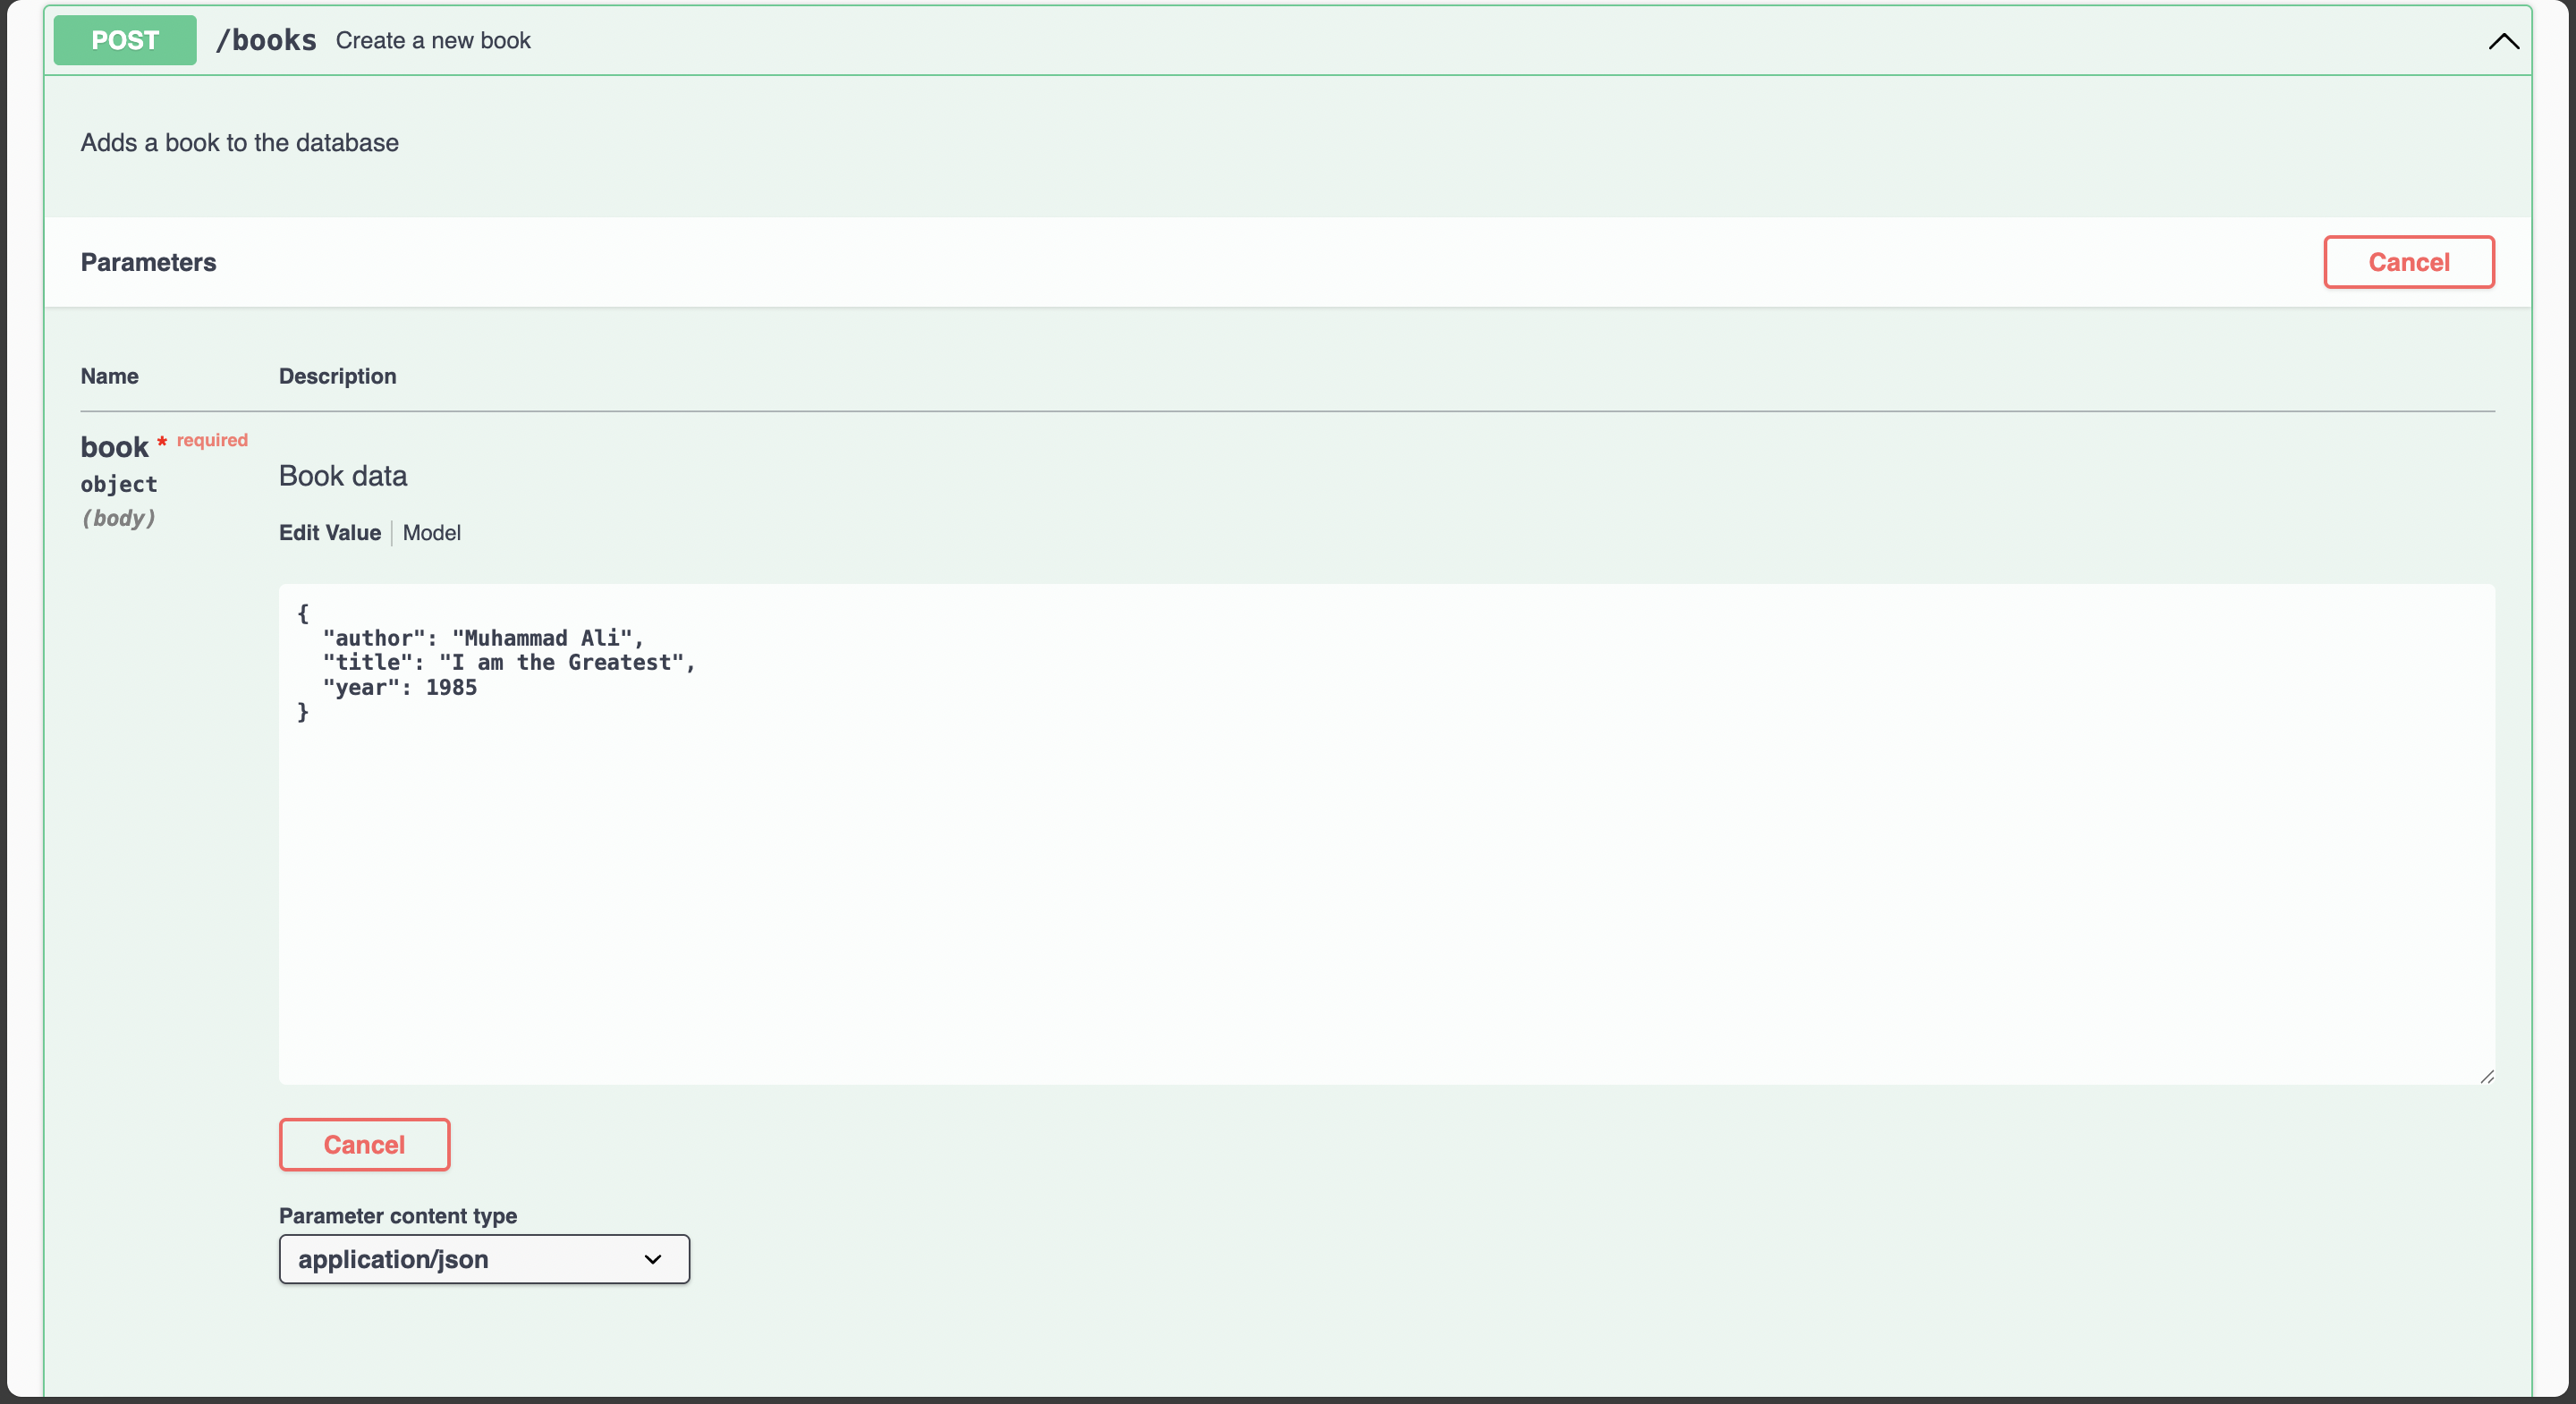 POST /books Create a new book
Adds a book to the database
Parameters Cancel
Name Description
book * required
object
(body)
Book data
Edit Value Model
{
  "author": "Muhammad Ali",
  "title": "I am the Greatest",
  "year": 1985
}
Cancel
Parameter content type
application/json